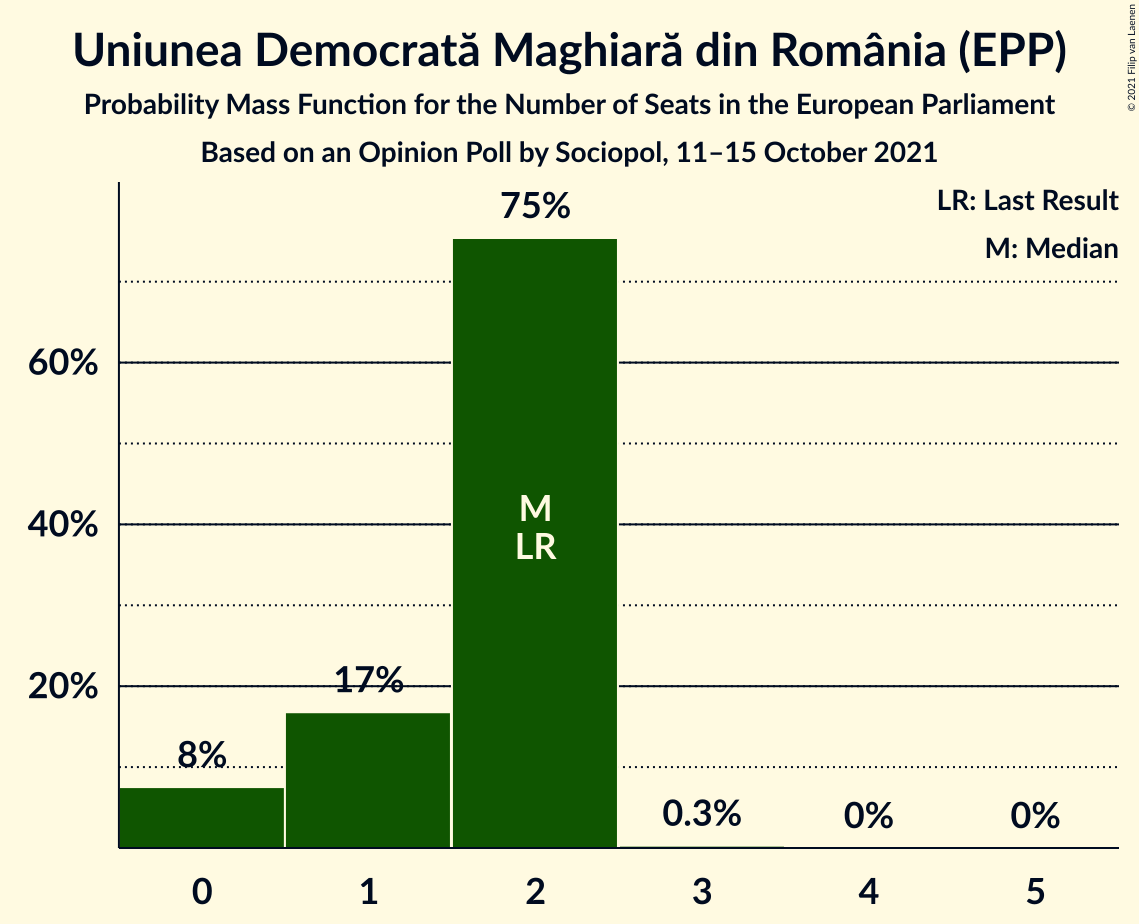 Uniunea Democrată Maghiară din România (EPP)
Probability Mass Function for the Number of Seats in the European Parliament
Based on an Opinion Poll by Sociopol, 11–15 October 2021
© 2021 Filip van Laenen
LR: Last Result
M: Median
75%
60%
40%
20%
M
LR
17%
8%
0.3%
0%
0%
0
1
2
3
4
5